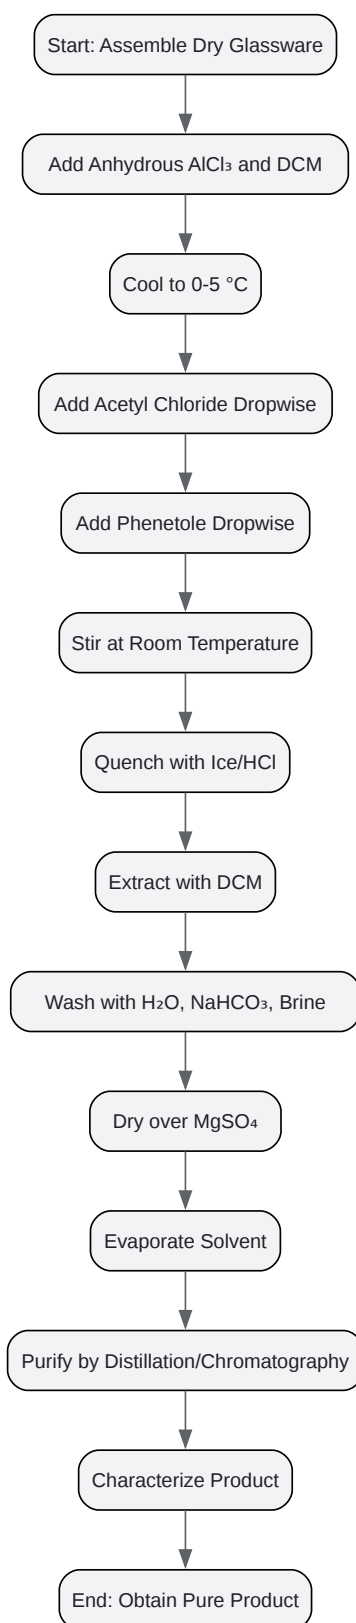 Start: Assemble Dry Glassware
Add Anhydrous AlCl₃ and DCM
Cool to 0-5 °C
Add Acetyl Chloride Dropwise
Add Phenetole Dropwise
Stir at Room Temperature
Quench with Ice/HCl
Extract with DCM
Wash with H₂O, NaHCO₃, Brine
Dry over MgSO₄
Evaporate Solvent
Purify by Distillation/Chromatography
Characterize Product
End: Obtain Pure Product